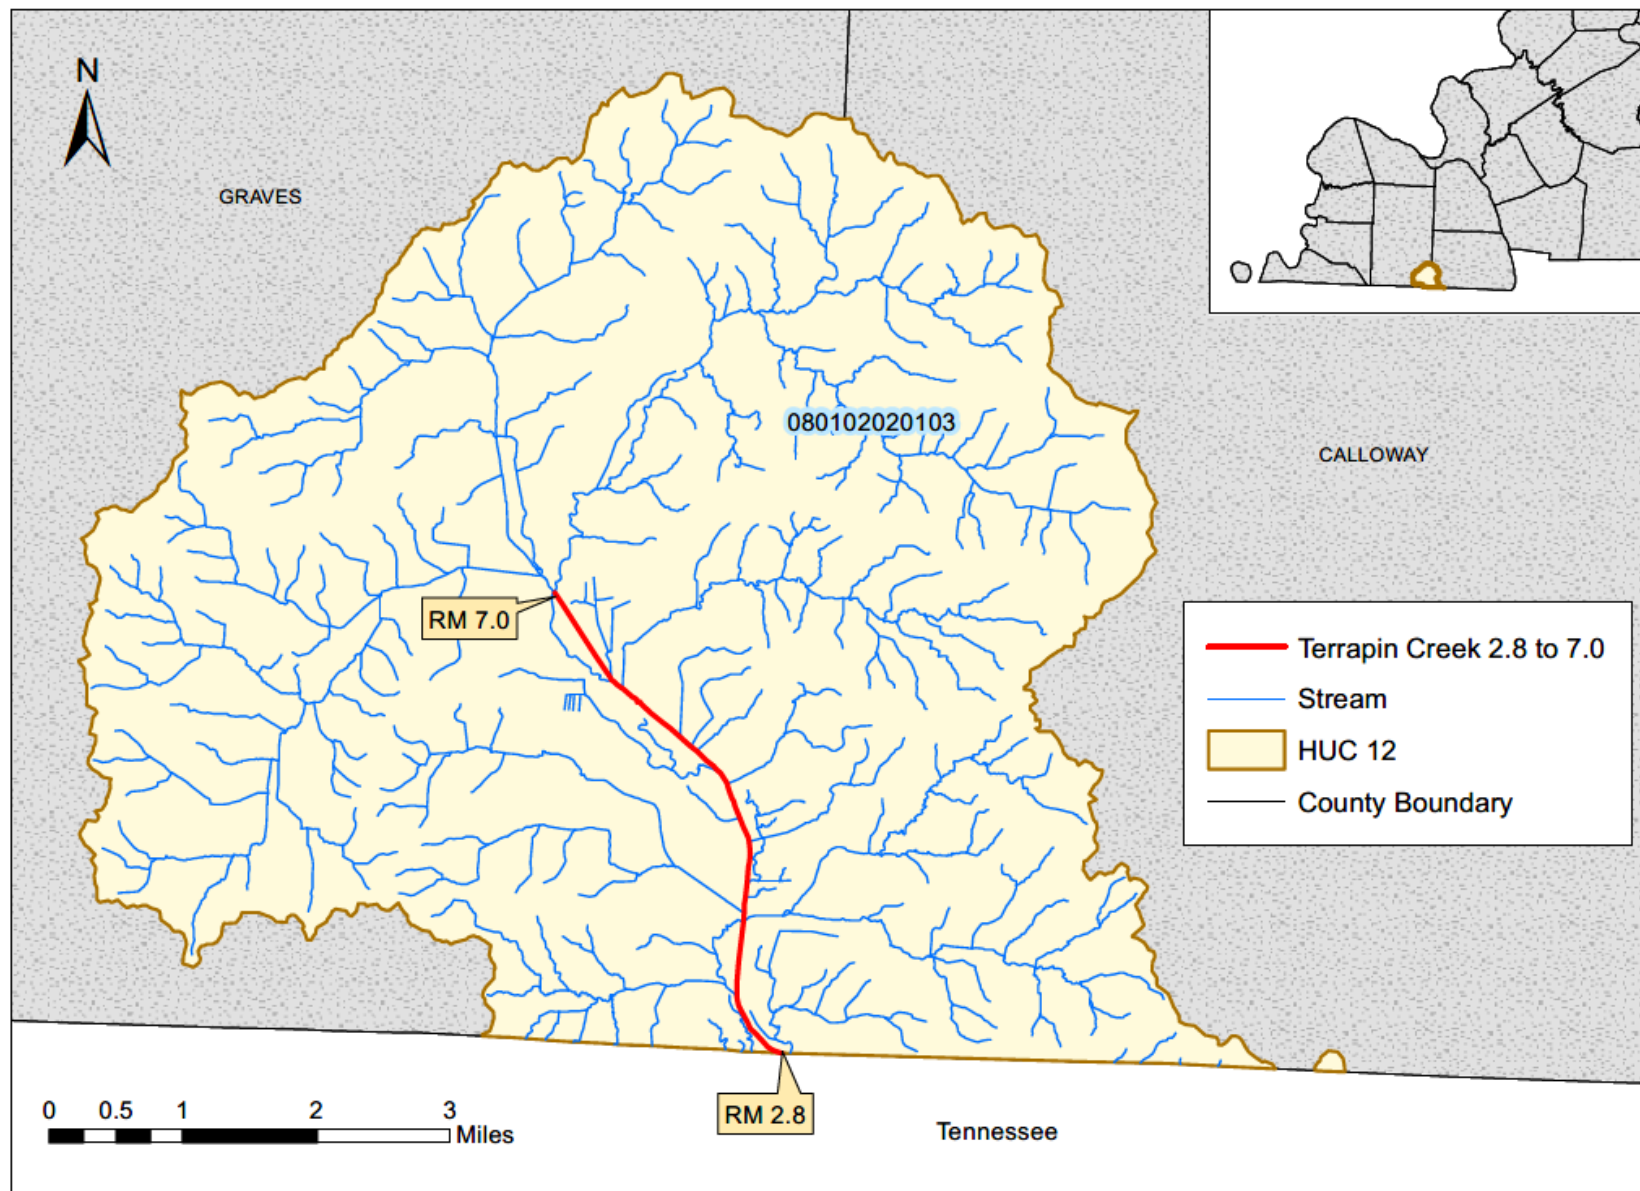 N
GRAVES
080102020103
CALLOWAY
RM 7.0
Terrapin Creek 2.8 to 7.0
Stream
HUC 12
County Boundary
0 0.5 1 2 3
Miles
RM 2.8
Tennessee